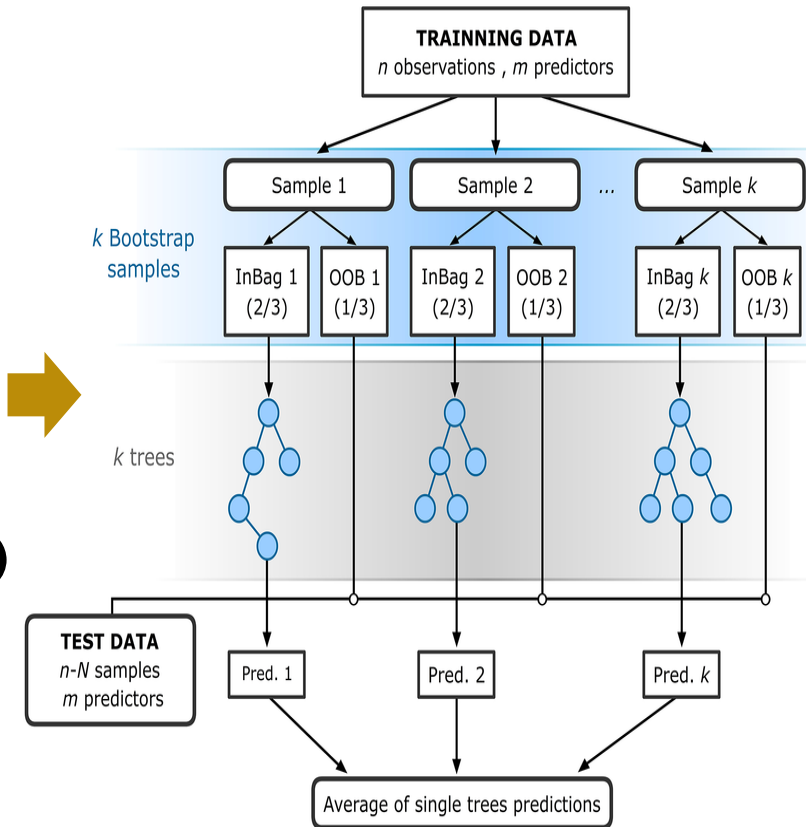 TRAINNING DATA
n observations , m predictors
Sample 1
Sample 2
...
Sample k
k Bootstrap
samples
InBag 1
(2/3)
OOB 1
(1/3)
InBag 2
(2/3)
OOB 2
(1/3)
InBag k
(2/3)
OOB k
(1/3)
k trees
TEST DATA
n-N samples
m predictors
Pred. 1
Pred. 2
Pred. k
Average of single trees predictions